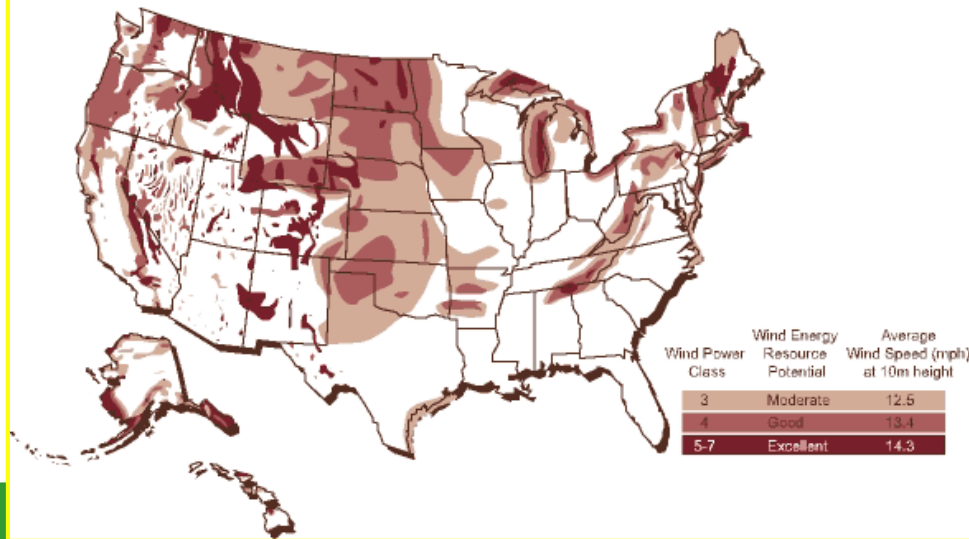 Wind Power Class
Wind Energy Resource Potential
Average Wind Speed (mph) at 10m height
3 Moderate 12.5
4 Good 13.4
5-7 Excellent 14.3